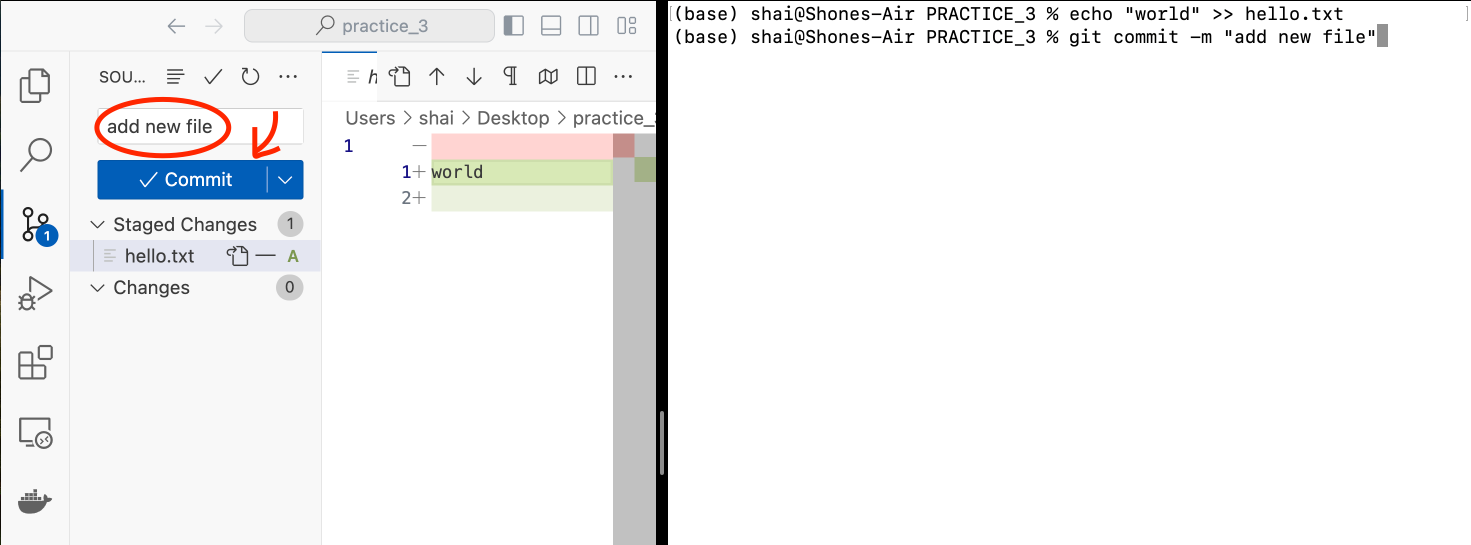 practice_3
SOU...
add new file
Commit
Staged Changes 1
hello.txt A
Changes 0
1
h
Users > shai > Desktop > practice_3
1 −
1+ world
2+
(base) shai@Shones-Air PRACTICE_3 % echo "world" >> hello.txt
(base) shai@Shones-Air PRACTICE_3 % git commit -m "add new file"